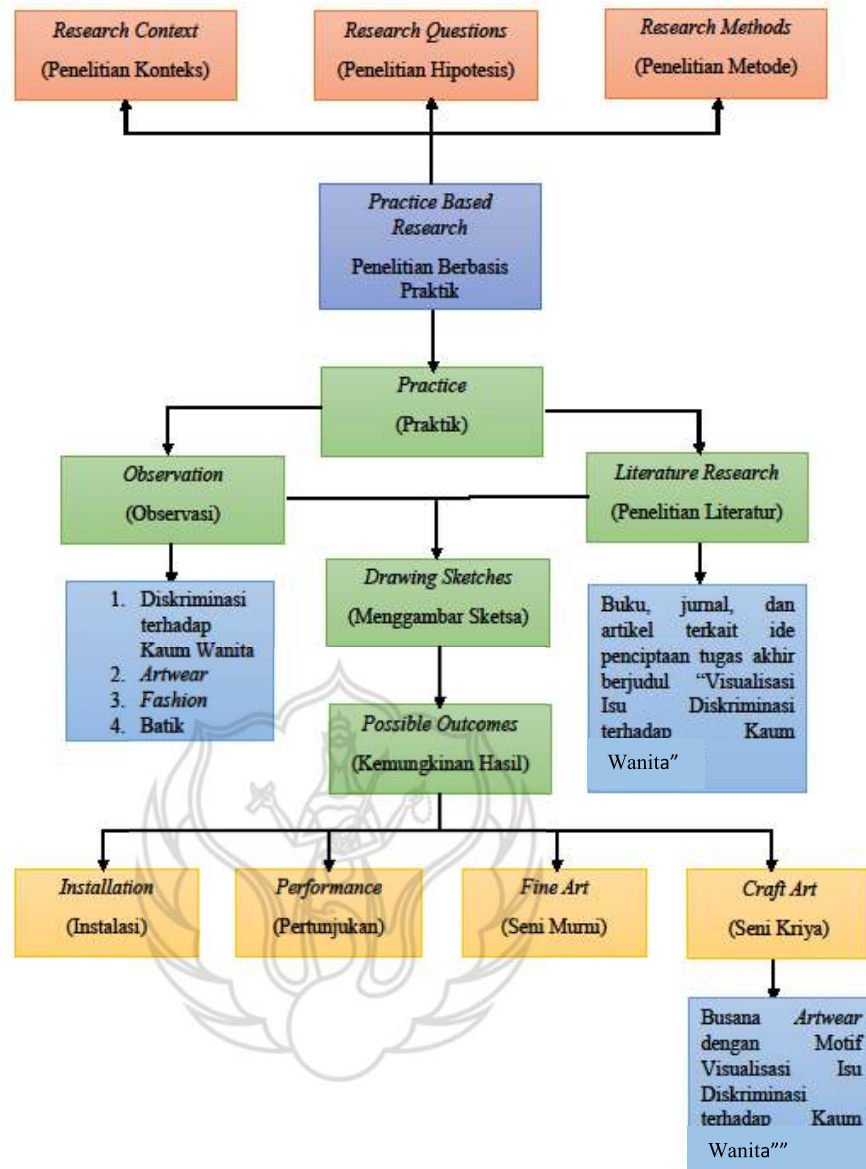 Research Context
(Penelitian Konteks)
Research Questions
(Penelitian Hipotesis)
Research Methods
(Penelitian Metode)
Practice Based
Research
Penelitian Berbasis
Praktik
Practice
(Praktik)
Observation
(Observasi)
Literature Research
(Penelitian Literatur)
1. Diskriminasi
terhadap
Kaum Wanita
2. Artwear
3. Fashion
4. Batik
Drawing Sketches
(Menggambar Sketsa)
Buku, jurnal, dan
artikel terkait ide
penciptaan tugas akhir
berjudul “Visualisasi
Isu Diskriminasi
terhadap Kaum
Wanita”
Possible Outcomes
(Kemungkinan Hasil)
Installation
(Instalasi)
Performance
(Pertunjukan)
Fine Art
(Seni Murni)
Craft Art
(Seni Kriya)
Busana Artwear
dengan Motif
Visualisasi Isu
Diskriminasi
terhadap Kaum
Wanita””